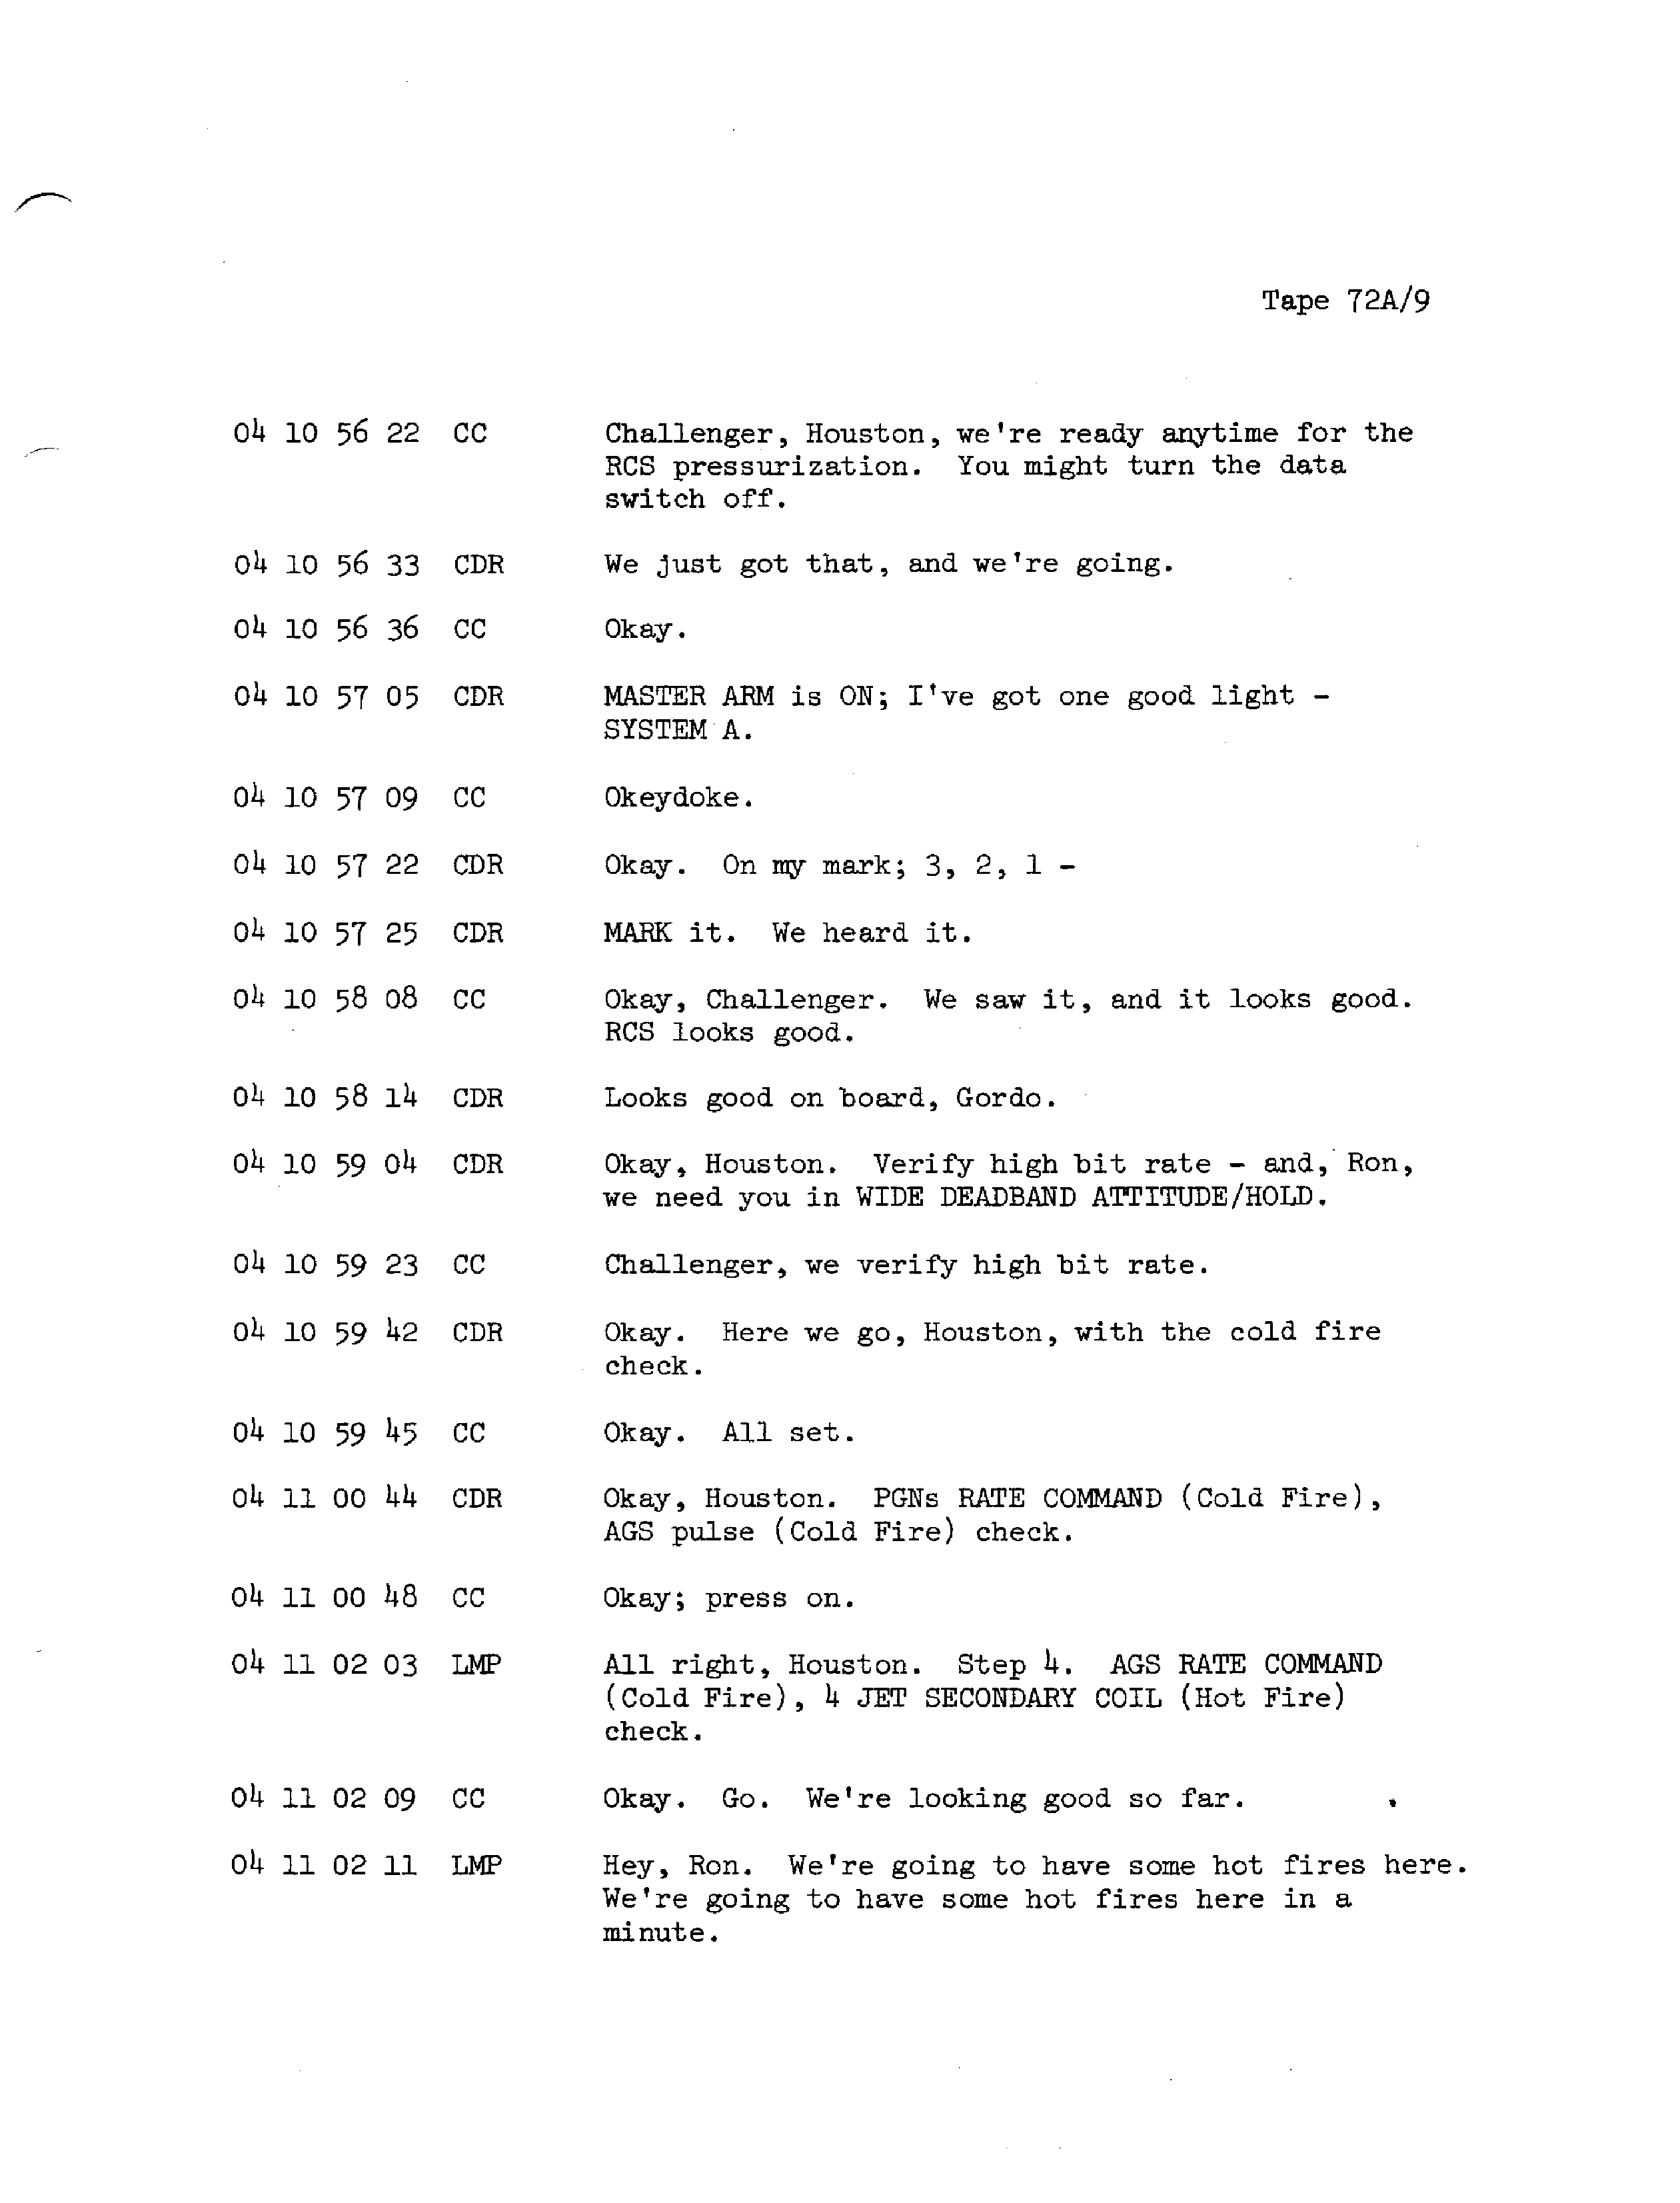 Tape 72A/9
04 10 56 22 CC Challenger, Houston, we're ready anytime for the
RCS pressurization. You might turn the data
switch off.
04 10 56 33 CDR We just got that, and we're going.
04 10 56 36 CC Okay.
04 10 57 05 CDR MASTER ARM is ON; I've got one good light -
SYSTEM A.
04 10 57 09 CC Okeydoke.
04 10 57 22 CDR Okay. On my mark; 3, 2, 1 -
04 10 57 25 CDR MARK it. We heard it.
04 10 58 08 CC Okay, Challenger. We saw it, and it looks good.
RCS looks good.
04 10 58 14 CDR Looks good on board, Gordo.
04 10 59 04 CDR Okay, Houston. Verify high bit rate - and, Ron,
we need you in WIDE DEADBAND ATTITUDE/HOLD.
04 10 59 23 CC Challenger, we verify high bit rate.
04 10 59 42 CDR Okay. Here we go, Houston, with the cold fire
check.
04 10 59 45 CC Okay. All set.
04 11 00 44 CDR Okay, Houston. PGNs RATE COMMAND (Cold Fire),
AGS pulse (Cold Fire) check.
04 11 00 48 CC Okay; press on.
04 11 02 03 LMP All right, Houston. Step 4. AGS RATE COMMAND
(Cold Fire), 4 JET SECONDARY COIL (Hot Fire)
check.
04 11 02 09 CC Okay. Go. We're looking good so far.
04 11 02 11 LMP Hey, Ron. We're going to have some hot fires here.
We're going to have some hot fires here in a
minute.